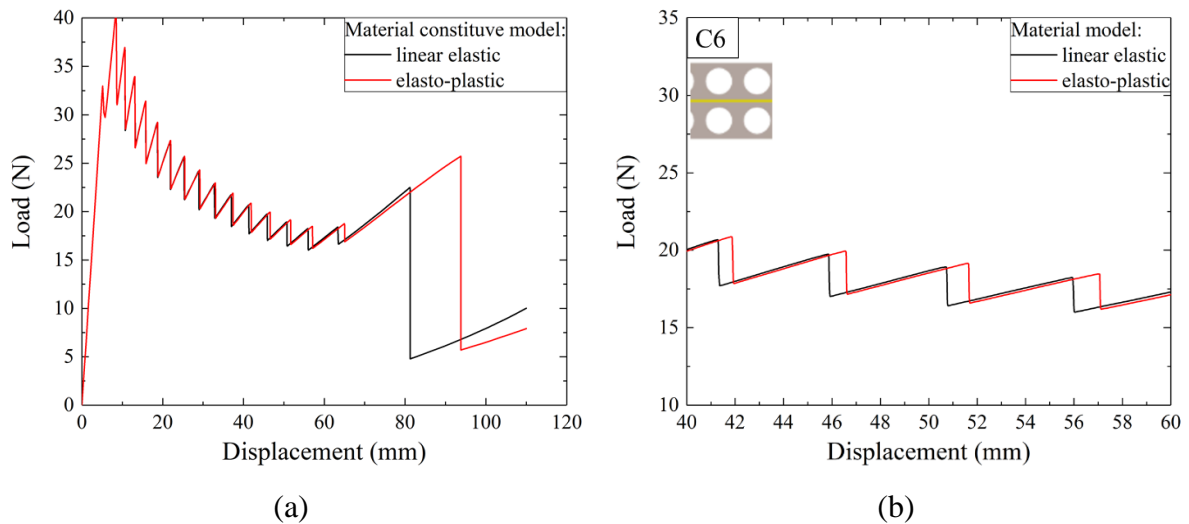 Material constituve model:
linear elastic
elasto-plastic
40
35
30
25
20
15
10
5
0
Load (N)
0 20 40 60 80 100 120
Displacement (mm)
(a)
C6
Material model:
linear elastic
elasto-plastic
35
30
25
20
15
10
Load (N)
40 42 44 46 48 50 52 54 56 58 60
Displacement (mm)
(b)